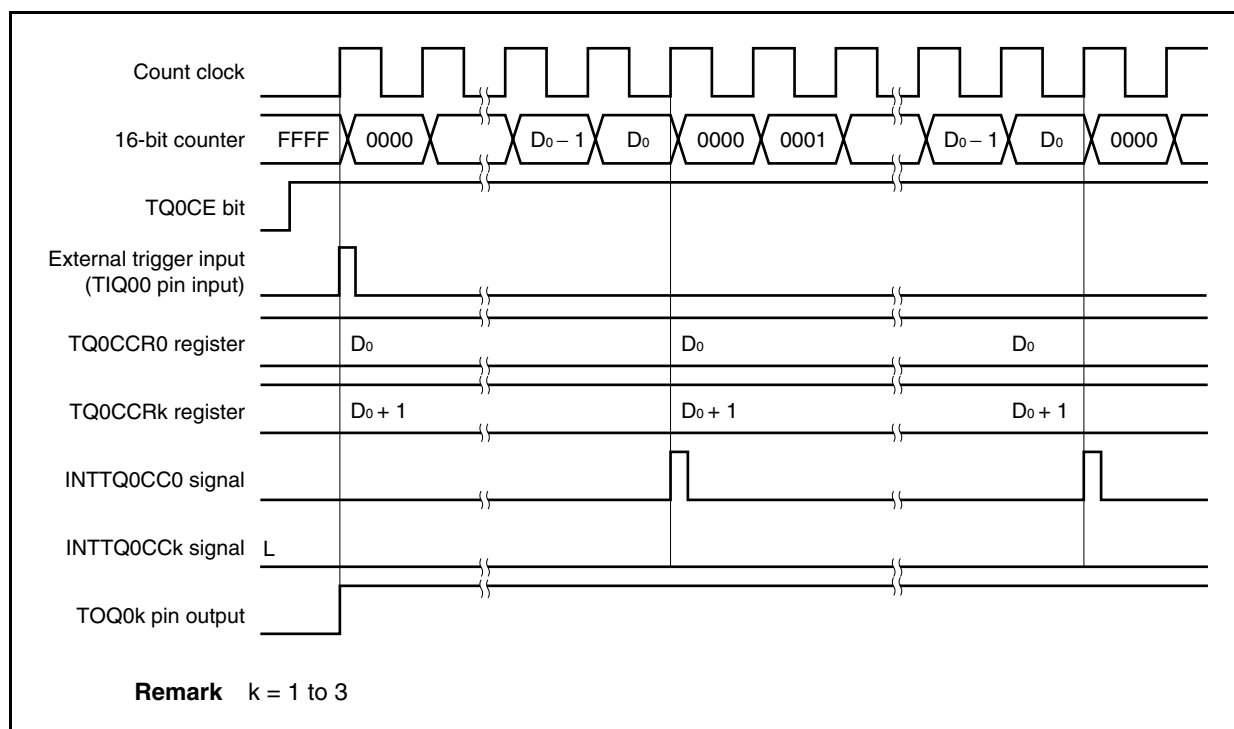 Count clock
16-bit counter FFFF 0000 D0 – 1 D0 0000 0001 D0 – 1 D0 0000
TQ0CE bit
External trigger input
(TIQ00 pin input)
TQ0CCR0 register D0 D0 D0
TQ0CCRk register D0 + 1 D0 + 1 D0 + 1
INTTQ0CC0 signal
INTTQ0CCk signal L
TOQ0k pin output
Remark k = 1 to 3